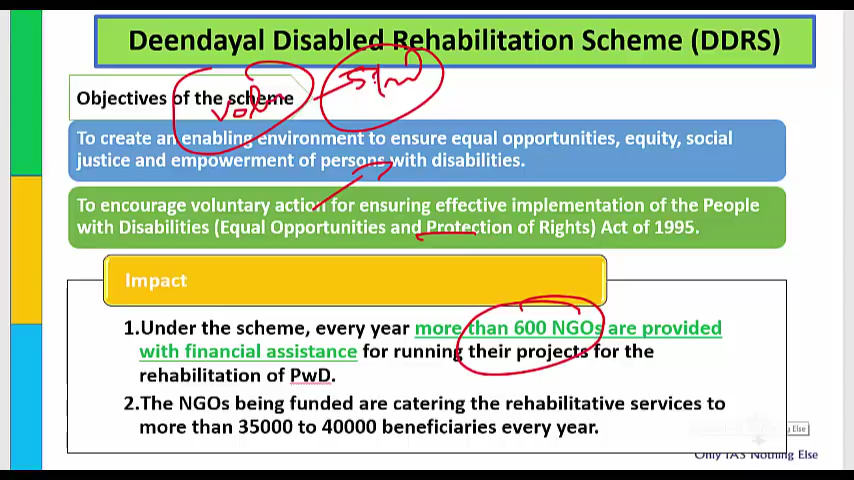 Deendayal Disabled Rehabilitation Scheme (DDRS)
Objectives of the scheme
To create an enabling environment to ensure equal opportunities, equity, social
justice and empowerment of persons with disabilities.
To encourage voluntary action for ensuring effective implementation of the People
with Disabilities (Equal Opportunities and Protection of Rights) Act of 1995.
Impact
1.Under the scheme, every year more than 600 NGOs are provided
with financial assistance for running their projects for the
rehabilitation of PwD.
2.The NGOs being funded are catering the rehabilitative services to
more than 35000 to 40000 beneficiaries every year.
Else
Only IAS Nothing Else